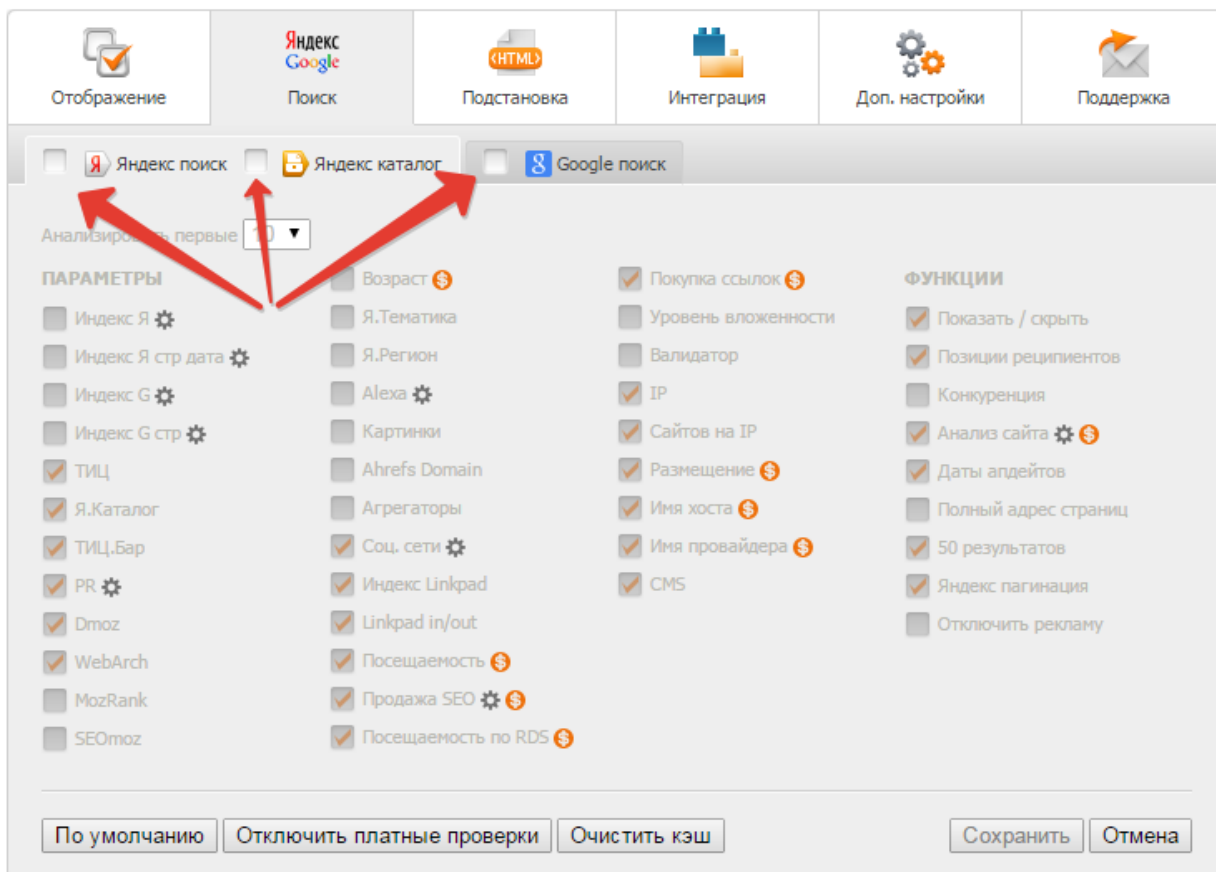 Яндекс
Google
<HTML>
Отображение
Поиск
Подстановка
Интеграция
Доп. настройки
Поддержка
Я Яндекс поиск
Яндекс каталог
8 Google поиск
Анализировать первые 10
ПАРАМЕТРЫ
Индекс Я
Индекс Я стр дата
Индекс G
Индекс G стр
ТИЦ
Я.Каталог
ТИЦ.Бар
PR
Dmoz
WebArch
MozRank
SEOmoz
Возраст $
Я.Тематика
Я.Регион
Alexa
Картинки
Ahrefs Domain
Агрегаторы
Соц. сети
Индекс Linkpad
Linkpad in/out
Посещаемость $
Продажа SEO $
Посещаемость по RDS $
Покупка ссылок $
Уровень вложенности
Валидатор
IP
Сайтов на IP
Размещение $
Имя хоста $
Имя провайдера $
CMS
ФУНКЦИИ
Показать / скрыть
Позиции реципиентов
Конкуренция
Анализ сайта $
Даты апдейтов
Полный адрес страниц
50 результатов
Яндекс пагинация
Отключить рекламу
По умолчанию
Отключить платные проверки
Очистить кэш
Сохранить
Отмена